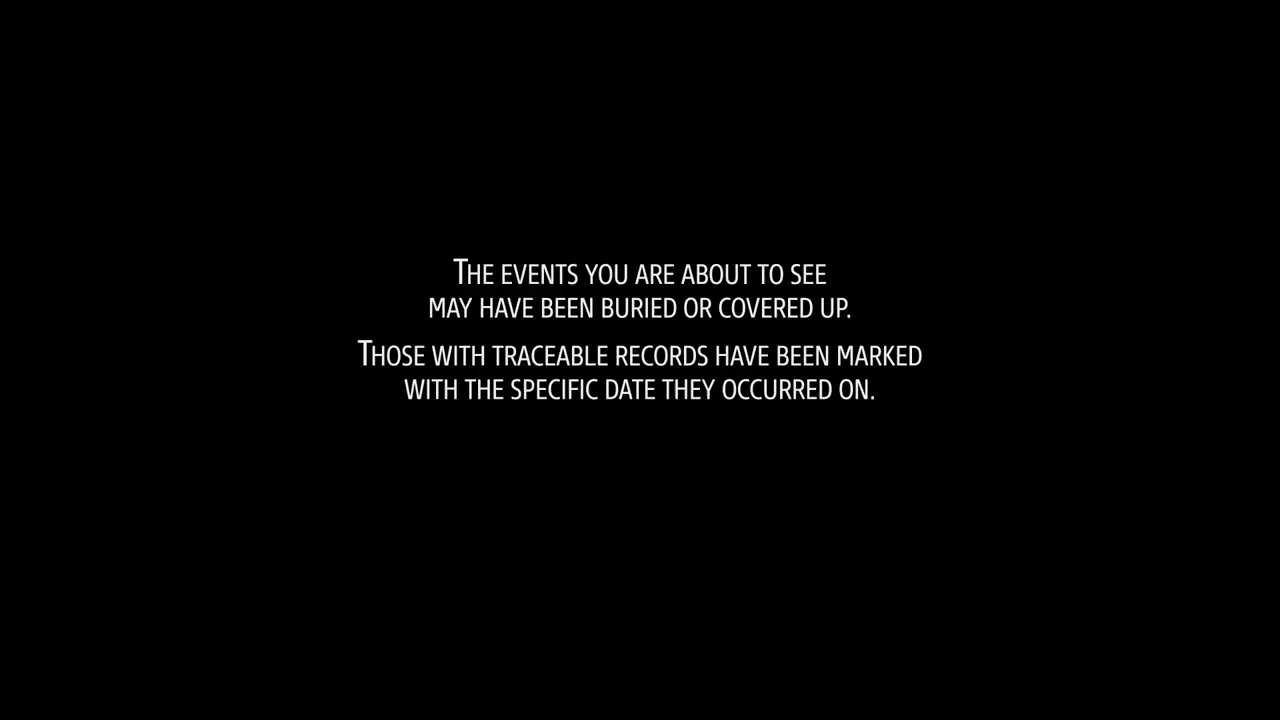 The events you are about to see
may have been buried or covered up.
Those with traceable records have been marked
with the specific date they occurred on.